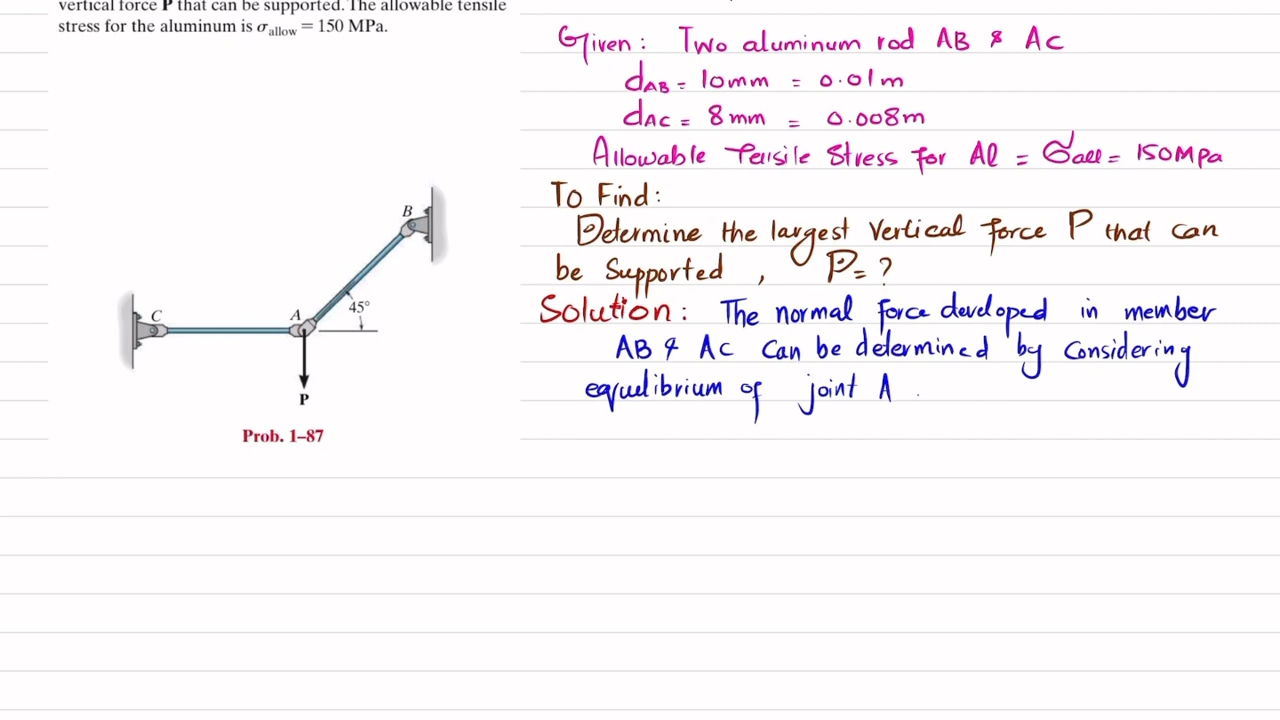 vertical force P that can be supported. The allowable tensile
stress for the aluminum is σallow = 150 MPa.
B
C
A
45°
P
Prob. 1–87
Given: Two aluminum rod AB & AC
dAB = 10mm = 0.01m
dAC = 8mm = 0.008m
Allowable Tensile Stress for Al = σall = 150MPa
To Find:
Determine the largest vertical force P that can
be Supported , P = ?
Solution: The normal force developed in member
AB & AC can be determined by considering
equilibrium of joint A .